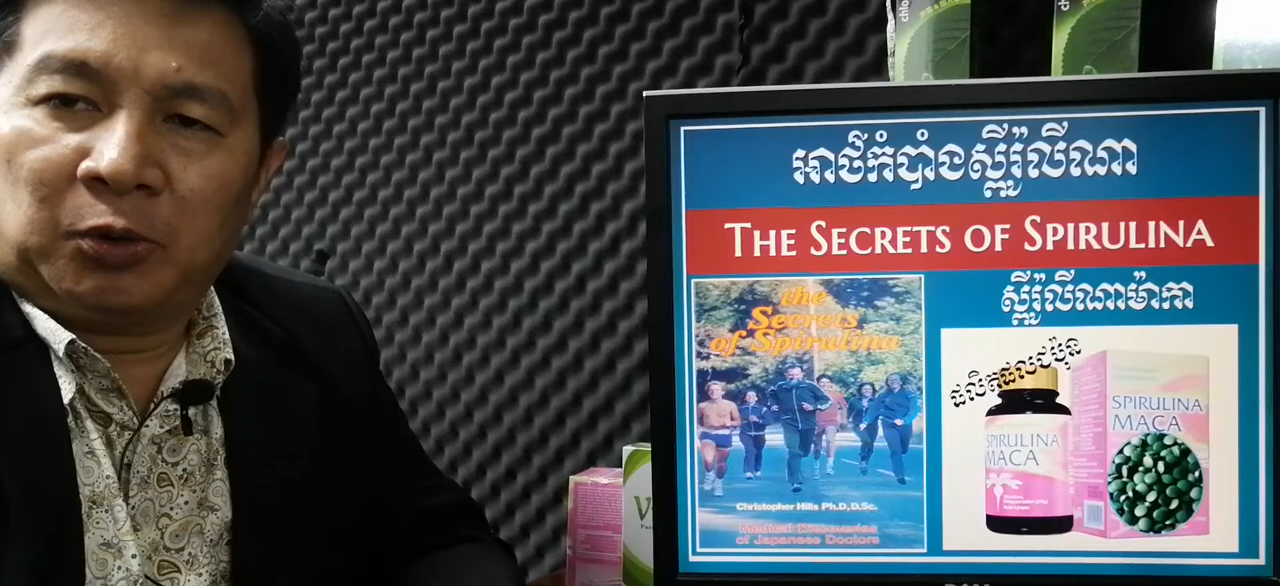 អាថ៌កំបាំងស្ពីរ៉ូលីណា
THE SECRETS OF SPIRULINA
the
Secrets
of Spirulina
Christopher Hills Ph.D,D.Sc.
Medical Discoveries
of Japanese Doctors
ស្ពីរ៉ូលីណាម៉ាកា
ផលិតផលជប៉ុន
SPIRULINA
MACA
SPIRULINA
MACA